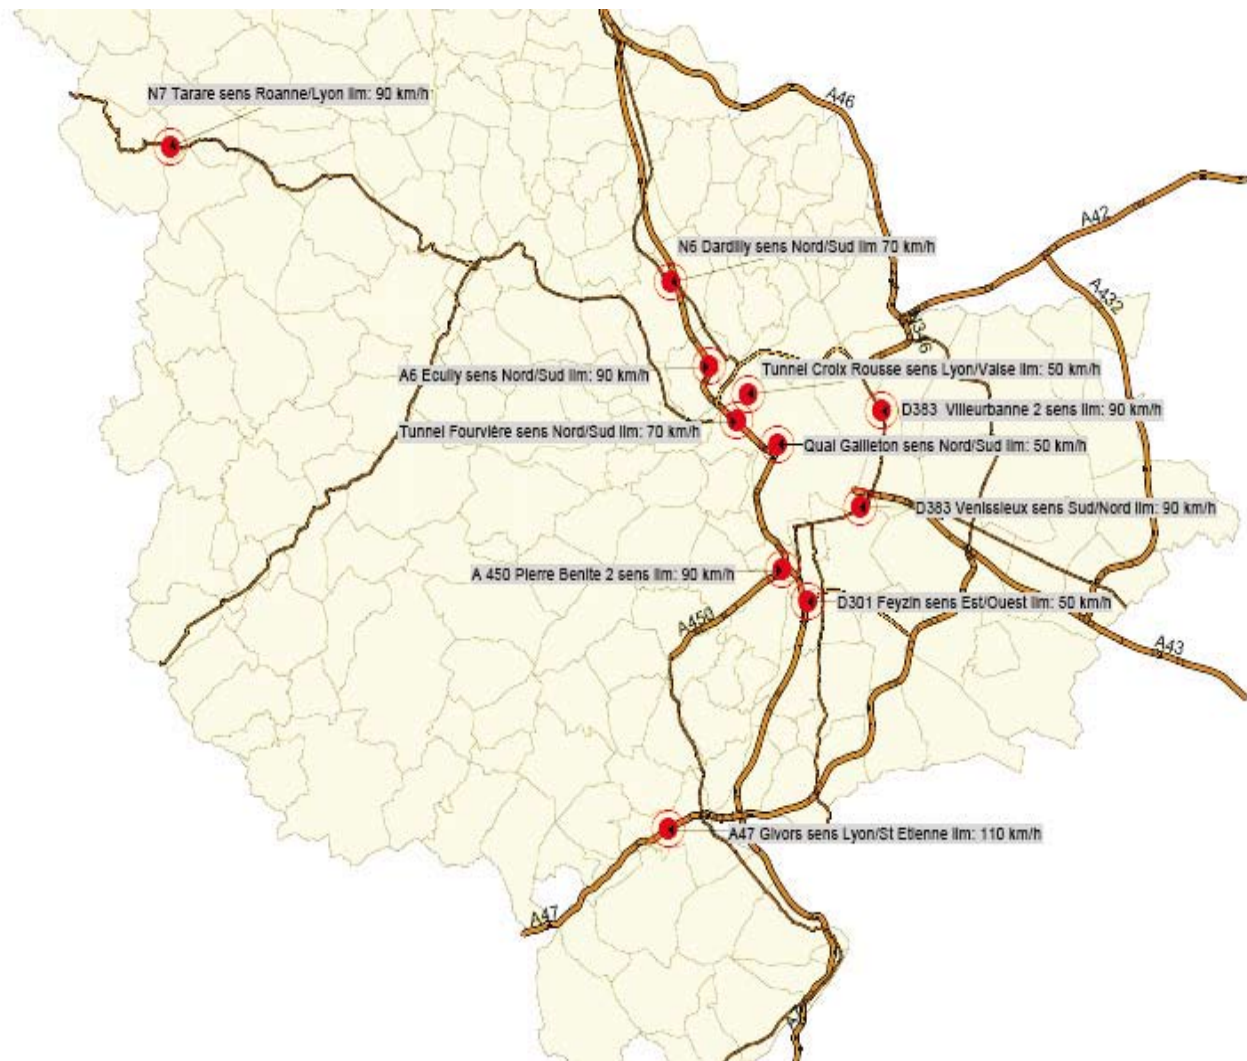 N7 Tarare sens Roanne/Lyon lim: 90 km/h
A46
A42
N6 Dardilly sens Nord/Sud lim 70 km/h
A432
A6 Ecully sens Nord/Sud lim: 90 km/h
Tunnel Croix Rousse sens Lyon/Vaise lim: 50 km/h
D383 Villeurbanne 2 sens lim: 90 km/h
Tunnel Fourvière sens Nord/Sud lim: 70 km/h
Quai Gailleton sens Nord/Sud lim: 50 km/h
D383 Venissieux sens Sud/Nord lim: 90 km/h
A 450 Pierre Benite 2 sens lim: 90 km/h
D301 Feyzin sens Est/Ouest lim: 50 km/h
A450
A43
A47 Givors sens Lyon/St Etienne lim: 110 km/h
A47